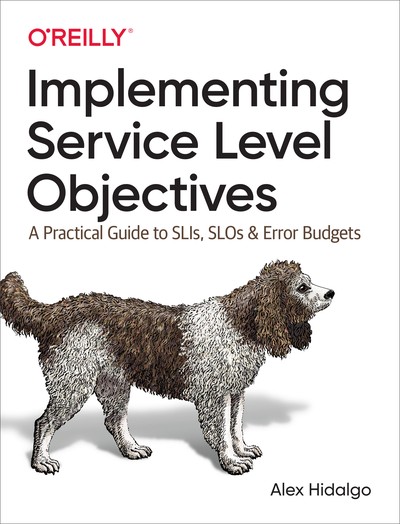 O'REILLY®
Implementing
Service Level
Objectives
A Practical Guide to SLIs, SLOs & Error Budgets
Alex Hidalgo